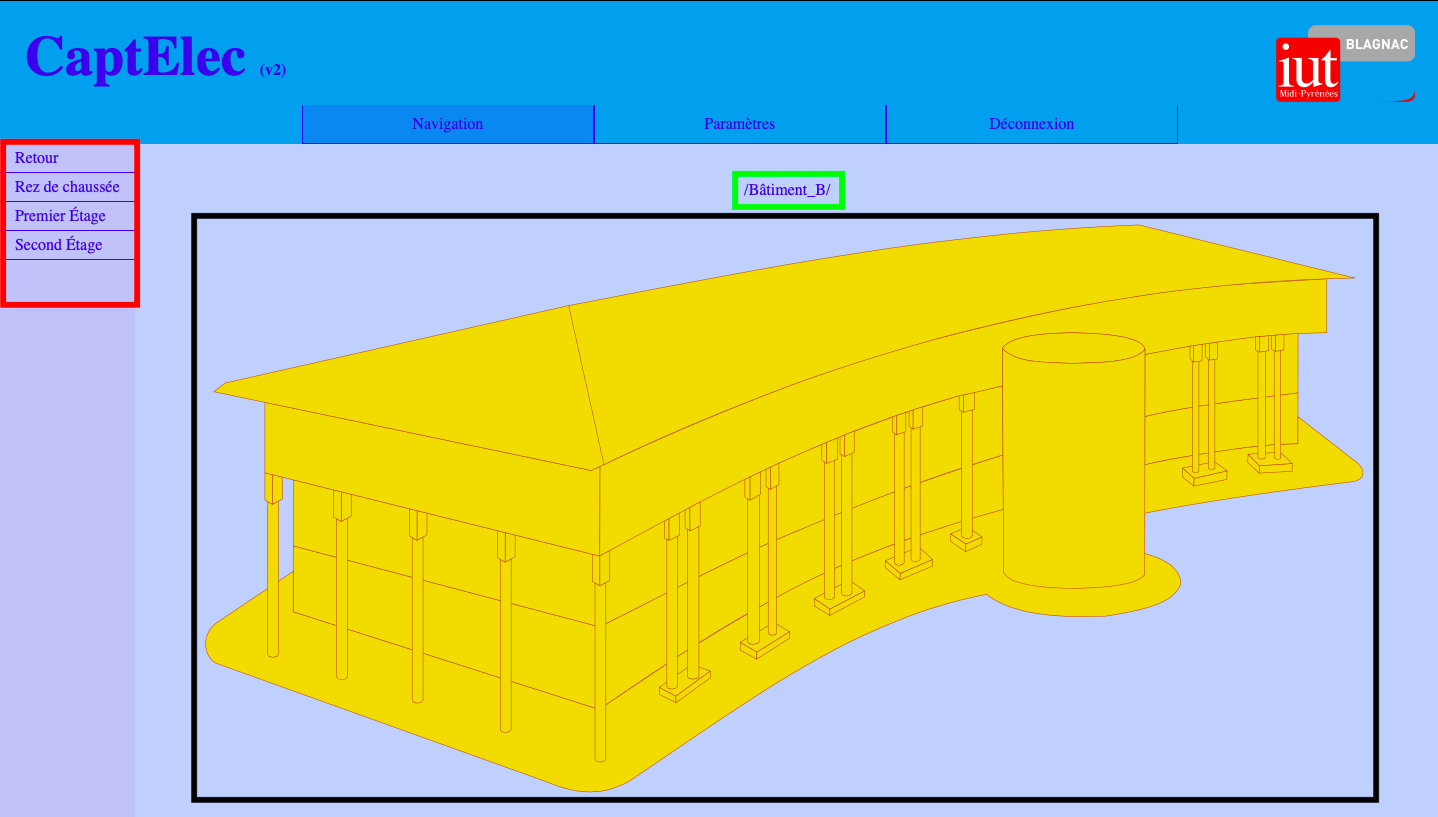 CaptElec (v2)
BLAGNAC
iut
Midi-Pyrénées
Navigation
Paramètres
Déconnexion
Retour
Rez de chaussée
Premier Étage
Second Étage
/Bâtiment_B/